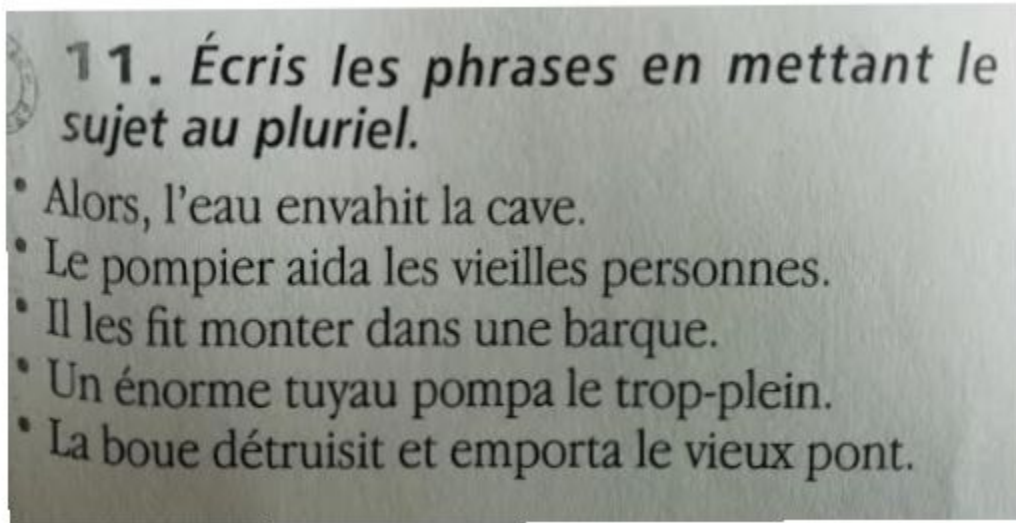 11. Écris les phrases en mettant le
sujet au pluriel.
• Alors, l'eau envahit la cave.
• Le pompier aida les vieilles personnes.
• Il les fit monter dans une barque.
• Un énorme tuyau pompa le trop-plein.
• La boue détruisit et emporta le vieux pont.